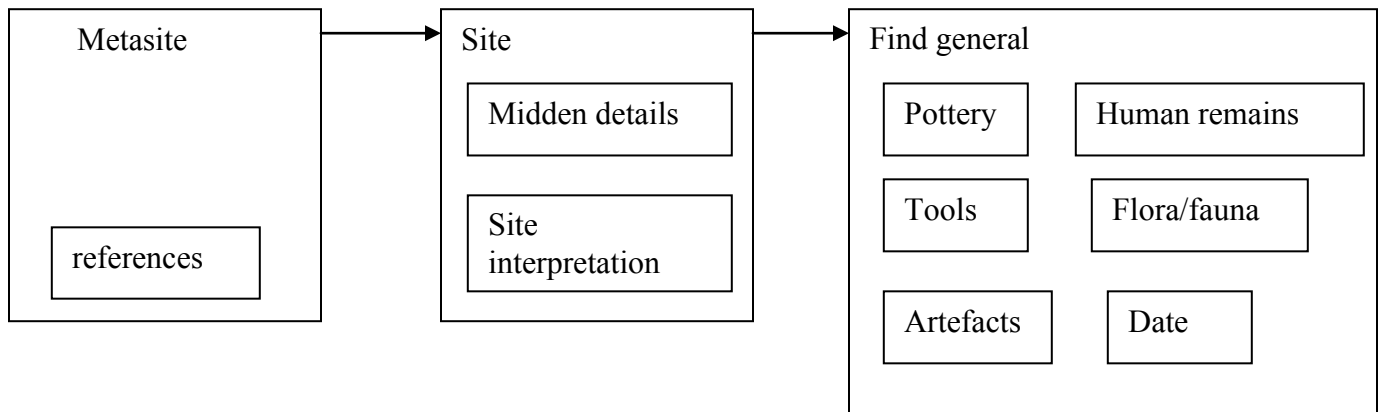 Metasite
references
Site
Midden details
Site
interpretation
Find general
Pottery
Human remains
Tools
Flora/fauna
Artefacts
Date